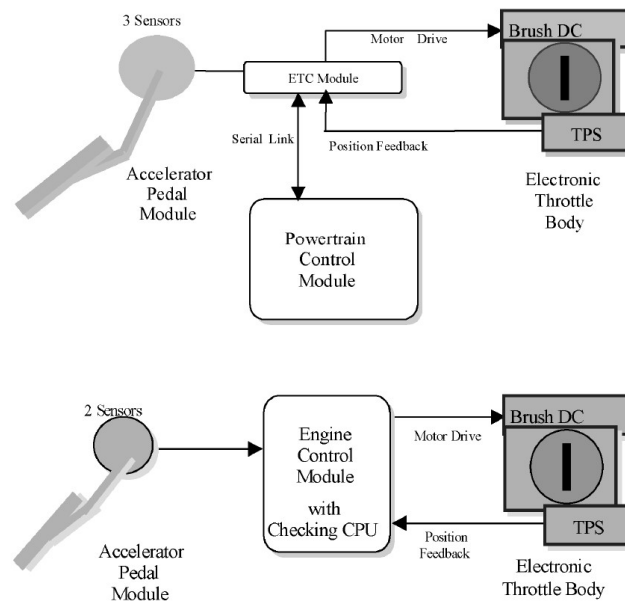 3 Sensors
Motor Drive
Brush DC
ETC Module
TPS
Serial Link
Position Feedback
Accelerator
Pedal
Module
Electronic
Throttle
Body
Powertrain
Control
Module
2 Sensors
Brush DC
Motor Drive
Engine
Control
Module
with
Checking CPU
TPS
Position
Feedback
Accelerator
Pedal
Module
Electronic
Throttle Body